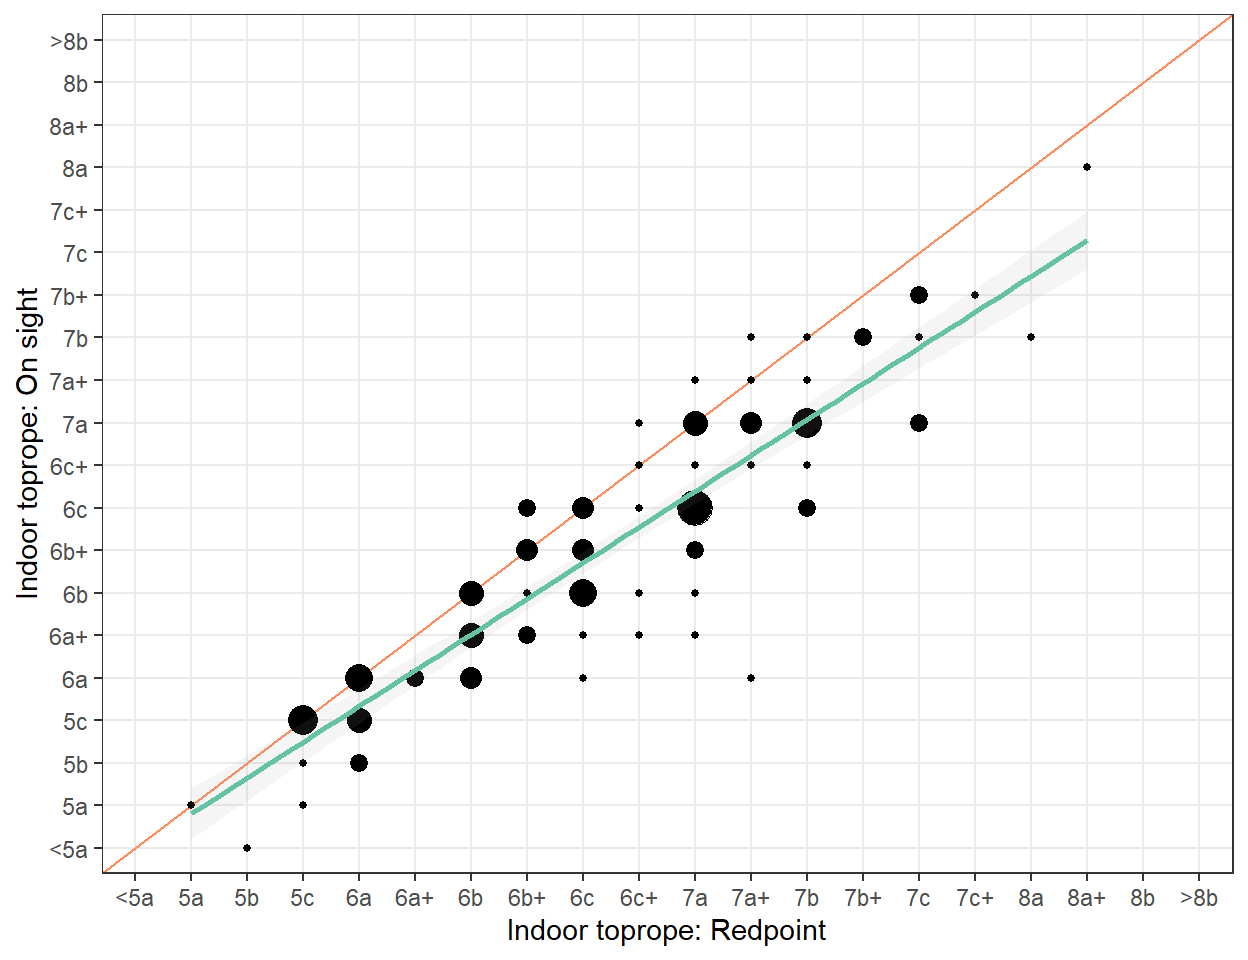 >8b
8b
8a+
8a
7c+
7c
7b+
7b
7a+
7a
6c+
6c
6b+
6b
6a+
6a
5c
5b
5a
<5a
Indoor toprope: On sight
<5a 5a 5b 5c 6a 6a+ 6b 6b+ 6c 6c+ 7a 7a+ 7b 7b+ 7c 7c+ 8a 8a+ 8b >8b
Indoor toprope: Redpoint